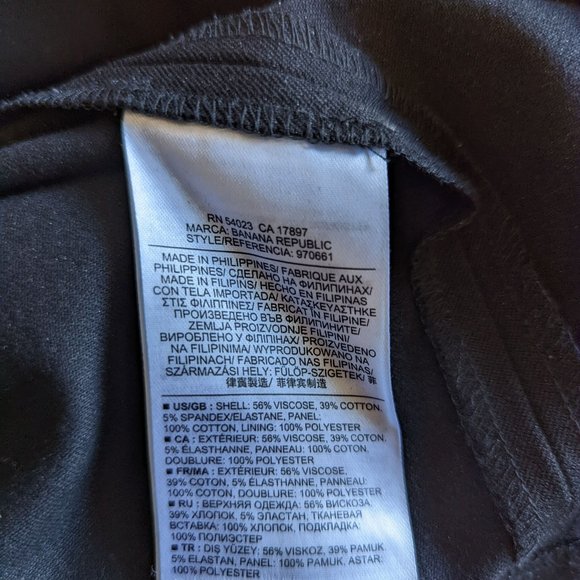 RN 54023 CA 17897
MARCA: BANANA REPUBLIC
STYLE/REFERENCIA: 970661
MADE IN PHILIPPINES/ FABRIQUE AUX
PHILIPPINES/ СДЕЛАНО НА ФИЛИПИНАХ/
MADE IN FILIPINS/ HECHO EN FILIPINAS
CON TELA IMPORTADA/ ΚΑΤΑΣΚΕΥΑΣΤΗΚΕ
ΣΤΙΣ ΦΙΛΙΠΠΙΝΕΣ/ FABRICAT ÎN FILIPINE/
ПРОИЗВЕДЕНО ВЪВ ФИЛИПИНИТЕ/
ZEMLJA PROIZVODNJE FILIPINI/
ВИРОБЛЕНО У ФІЛІППІНАХ/ PROIZVEDENO
NA FILIPINIMA/ WYPRODUKOWANO NA
FILIPINACH/ FABRICADO NAS FILIPINAS/
SZÁRMAZÁSI HELY: FÜLÖP-SZIGETEK/ 菲
律賓製造/ 菲律宾制造
US/GB : SHELL: 56% VISCOSE, 39% COTTON,
5% SPANDEX/ELASTANE, PANEL:
100% COTTON, LINING: 100% POLYESTER
CA : EXTÉRIEUR: 56% VISCOSE, 39% COTON,
5% ÉLASTHANNE, PANNEAU: 100% COTON,
DOUBLURE: 100% POLYESTER
FR/MA : EXTÉRIEUR: 56% VISCOSE,
39% COTON, 5% ÉLASTHANNE, PANNEAU:
100% COTON, DOUBLURE: 100% POLYESTER
RU : ВЕРХНЯЯ ОДЕЖДА: 56% ВИСКОЗА,
39% ХЛОПОК, 5% ЭЛАСТАН, ТКАНЕВАЯ
ВСТАВКА: 100% ХЛОПОК, ПОДКЛАДКА:
100% ПОЛИЭСТЕР
TR : DIŞ YÜZEY: 56% VISKOZ, 39% PAMUK,
5% ELASTAN, PANEL: 100% PAMUK, ASTAR:
100% POLYESTER